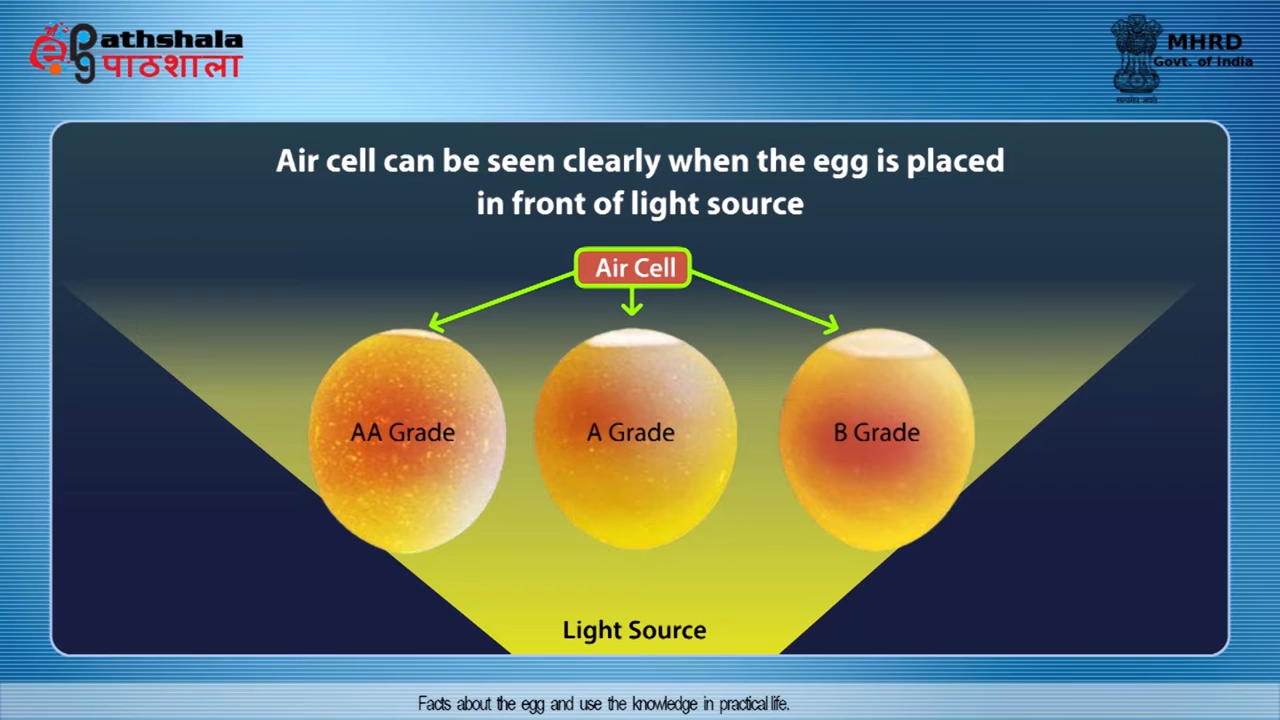 ePG athshala
पाठशाला
MHRD
Govt. of India
Air cell can be seen clearly when the egg is placed
in front of light source
Air Cell
AA Grade
A Grade
B Grade
Light Source
Facts about the egg and use the knowledge in practical life.